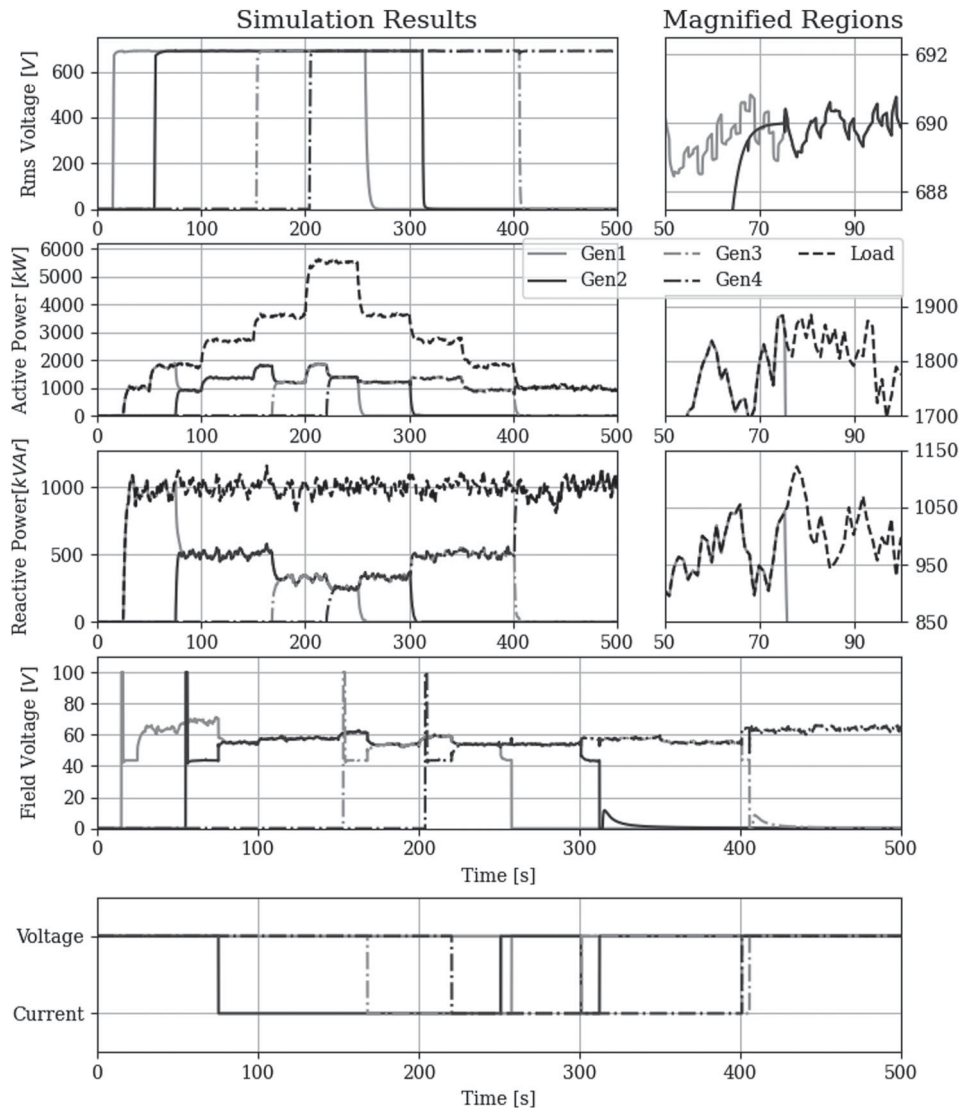 Simulation Results
Magnified Regions
Rms Voltage [V]
600
400
200
0
0 100 200 300 400 500
692
690
688
50 70 90
Active Power [kW]
6000
5000
4000
3000
2000
1000
0
0 100 200 300 400 500
Gen1 Gen3 Load
Gen2 Gen4
1900
1800
1700
50 70 90
Reactive Power[kVAr]
1000
500
0
0 100 200 300 400 500
1150
1050
950
850
50 70 90
Field Voltage [V]
100
80
60
40
20
0
0 100 200 300 400 500
Time [s]
Voltage
Current
0 100 200 300 400 500
Time [s]